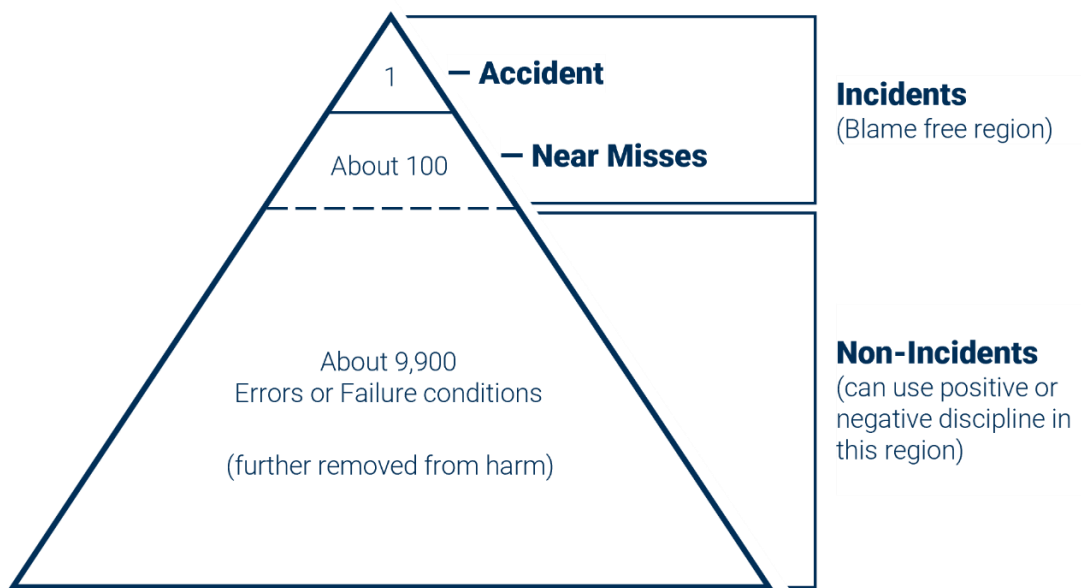 1
– Accident
About 100
– Near Misses
Incidents
(Blame free region)
About 9,900
Errors or Failure conditions
(further removed from harm)
Non-Incidents
(can use positive or
negative discipline in
this region)